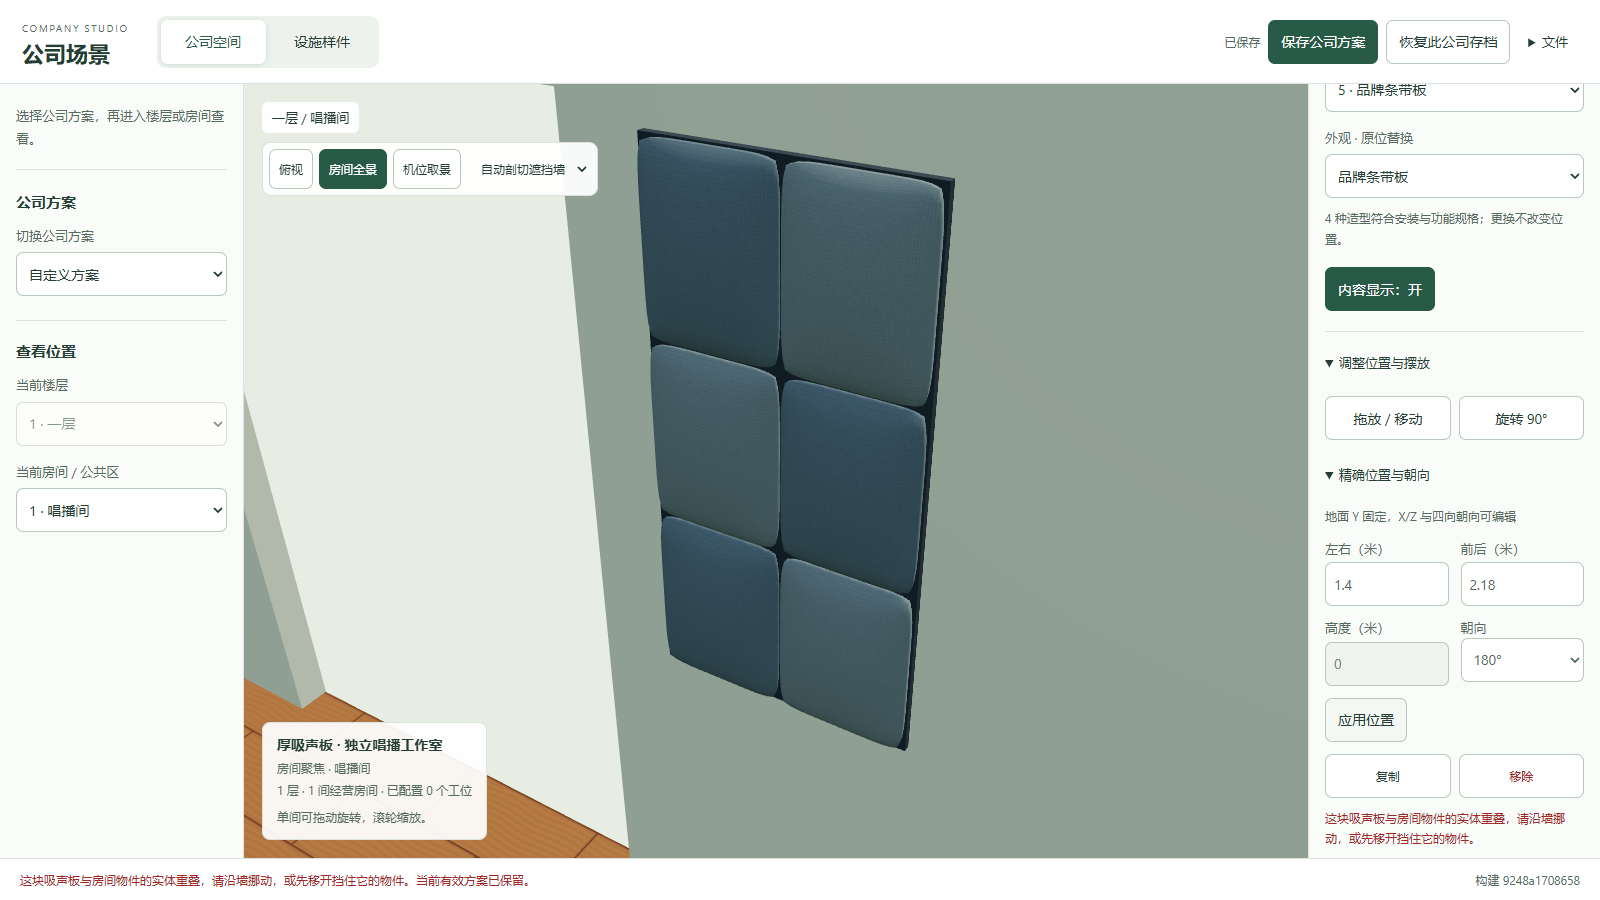 COMPANY STUDIO
公司场景
公司空间
设施样件
已保存
保存公司方案
恢复此公司存档
文件
选择公司方案，再进入楼层或房间查
看。
公司方案
切换公司方案
自定义方案
查看位置
当前楼层
1 · 一层
当前房间 / 公共区
1 · 唱播间
一层 / 唱播间
俯视
房间全景
机位取景
自动剖切遮挡墙
厚吸声板 · 独立唱播工作室
房间聚焦 · 唱播间
1 层 · 1 间经营房间 · 已配置 0 个工位
单间可拖动旋转，滚轮缩放。
5 · 品牌条带板
外观 · 原位替换
品牌条带板
4 种造型符合安装与功能规格；更换不改变位
置。
内容显示：开
调整位置与摆放
拖放 / 移动
旋转 90°
精确位置与朝向
地面 Y 固定，X/Z 与四向朝向可编辑
左右（米）
前后（米）
1.4
2.18
高度（米）
朝向
0
180°
应用位置
复制
移除
这块吸声板与房间物件的实体重叠，请沿墙挪
动，或先移开挡住它的物件。
这块吸声板与房间物件的实体重叠，请沿墙挪动，或先移开挡住它的物件。当前有效方案已保留。
构建 9248a1708658